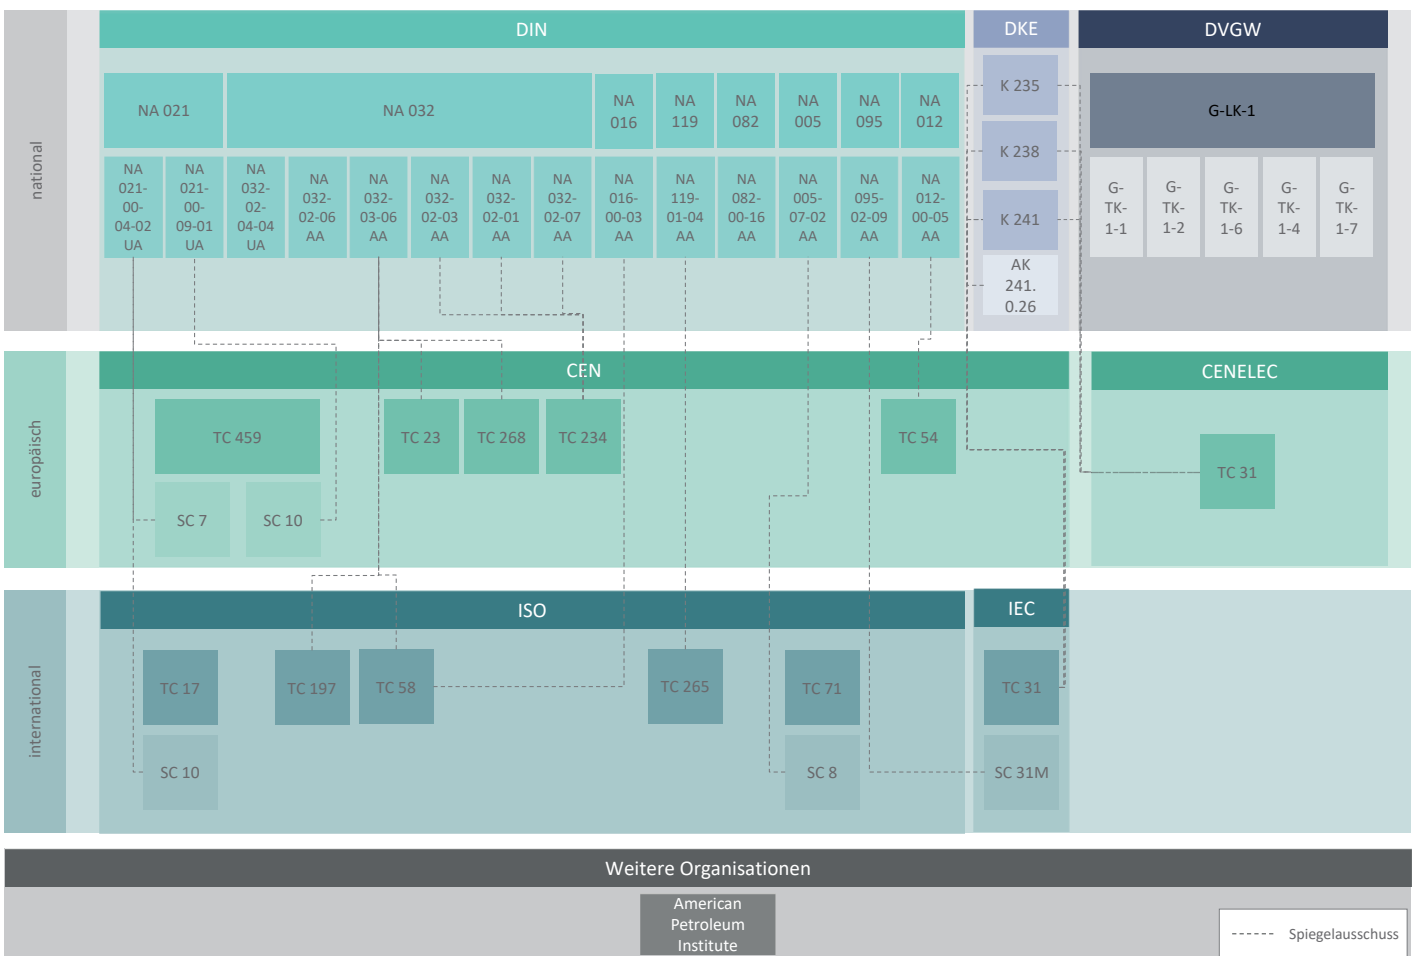 national
DIN
DKE
DVGW
NA 021
NA 032
NA
016
NA
119
NA
082
NA
005
NA
095
NA
012
K 235
K 238
K 241
AK
241.
0.26
G-LK-1
NA
021-
00-
04-02
UA
NA
021-
00-
09-01
UA
NA
032-
02-
04-04
UA
NA
032-
02-06
AA
NA
032-
03-06
AA
NA
032-
02-03
AA
NA
032-
02-01
AA
NA
032-
02-07
AA
NA
016-
00-03
AA
NA
119-
01-04
AA
NA
082-
00-16
AA
NA
005-
07-02
AA
NA
095-
02-09
AA
NA
012-
00-05
AA
G-
TK-
1-1
G-
TK-
1-2
G-
TK-
1-6
G-
TK-
1-4
G-
TK-
1-7
europäisch
CEN
CENELEC
TC 459
TC 23
TC 268
TC 234
TC 54
TC 31
SC 7
SC 10
international
ISO
IEC
TC 17
TC 197
TC 58
TC 265
TC 71
TC 31
SC 10
SC 8
SC 31M
Weitere Organisationen
American
Petroleum
Institute
Spiegelausschuss